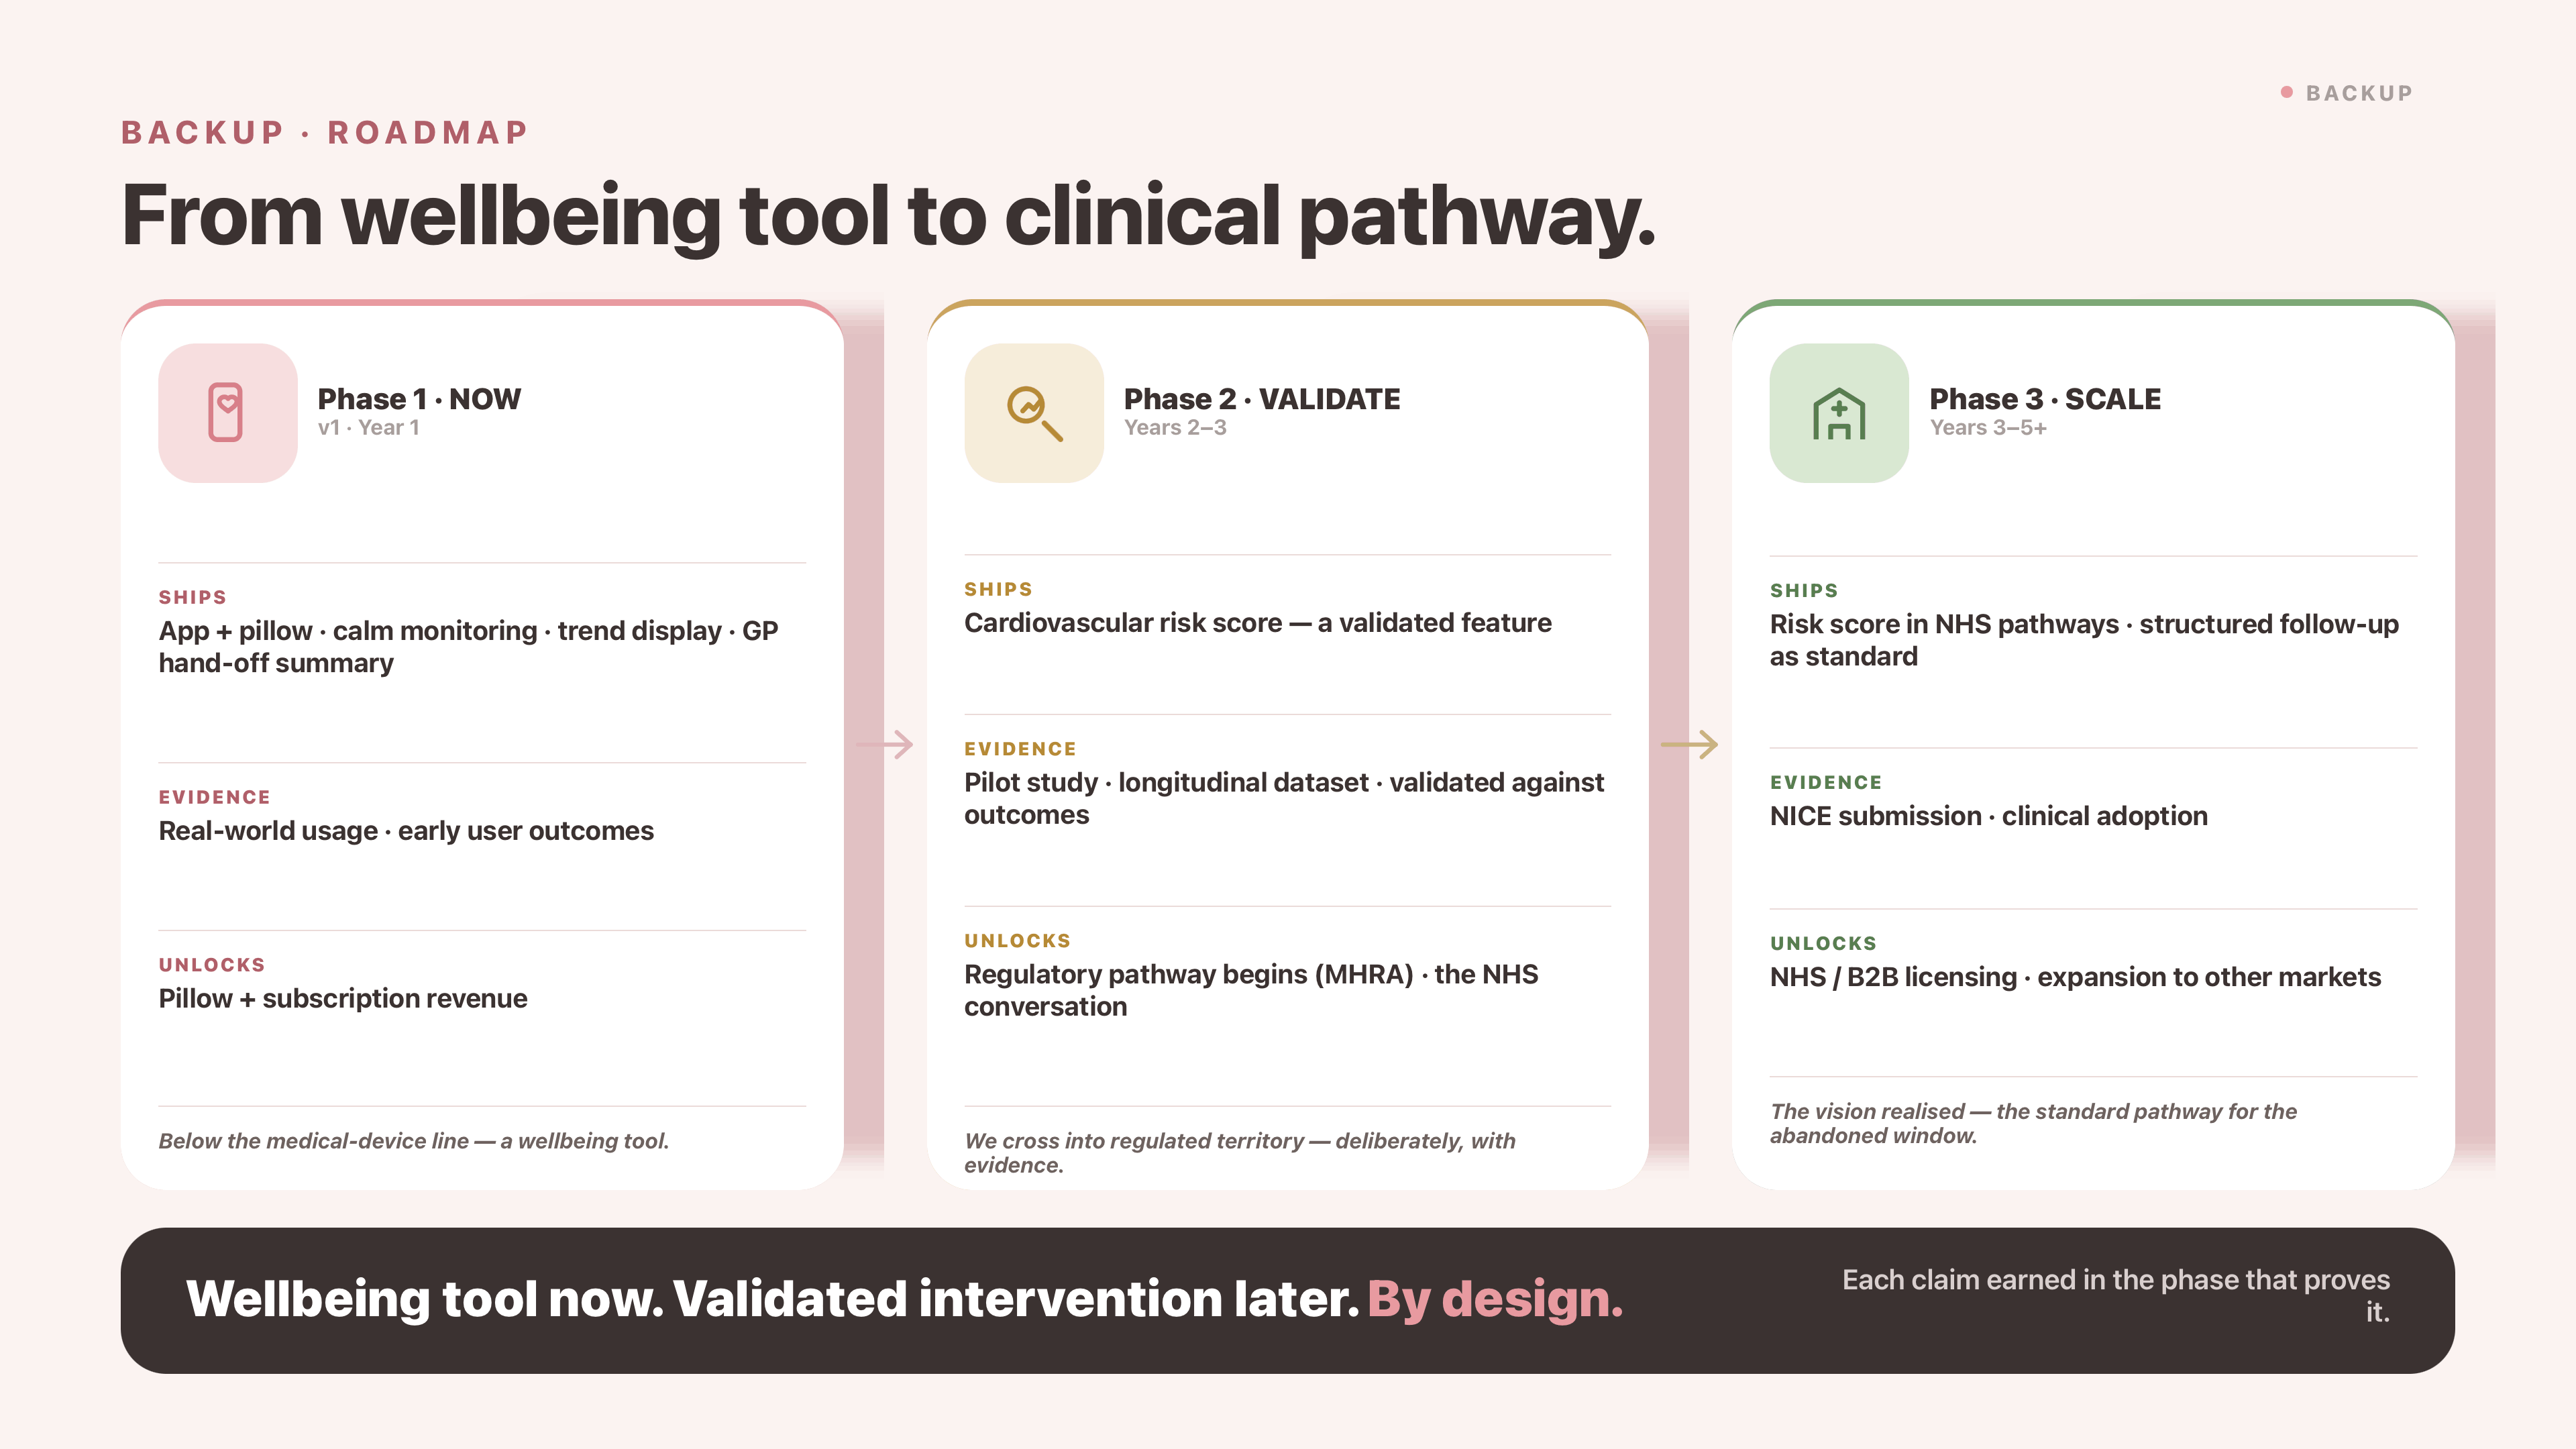 BACKUP
BACKUP · ROADMAP
From wellbeing tool to clinical pathway.
Phase 1 · NOW
v1 · Year 1
SHIPS
App + pillow · calm monitoring · trend display · GP
hand-off summary
EVIDENCE
Real-world usage · early user outcomes
UNLOCKS
Pillow + subscription revenue
Below the medical-device line — a wellbeing tool.
Phase 2 · VALIDATE
Years 2–3
SHIPS
Cardiovascular risk score — a validated feature
EVIDENCE
Pilot study · longitudinal dataset · validated against
outcomes
UNLOCKS
Regulatory pathway begins (MHRA) · the NHS
conversation
We cross into regulated territory — deliberately, with
evidence.
Phase 3 · SCALE
Years 3–5+
SHIPS
Risk score in NHS pathways · structured follow-up
as standard
EVIDENCE
NICE submission · clinical adoption
UNLOCKS
NHS / B2B licensing · expansion to other markets
The vision realised — the standard pathway for the
abandoned window.
Wellbeing tool now. Validated intervention later. By design.
Each claim earned in the phase that proves
it.